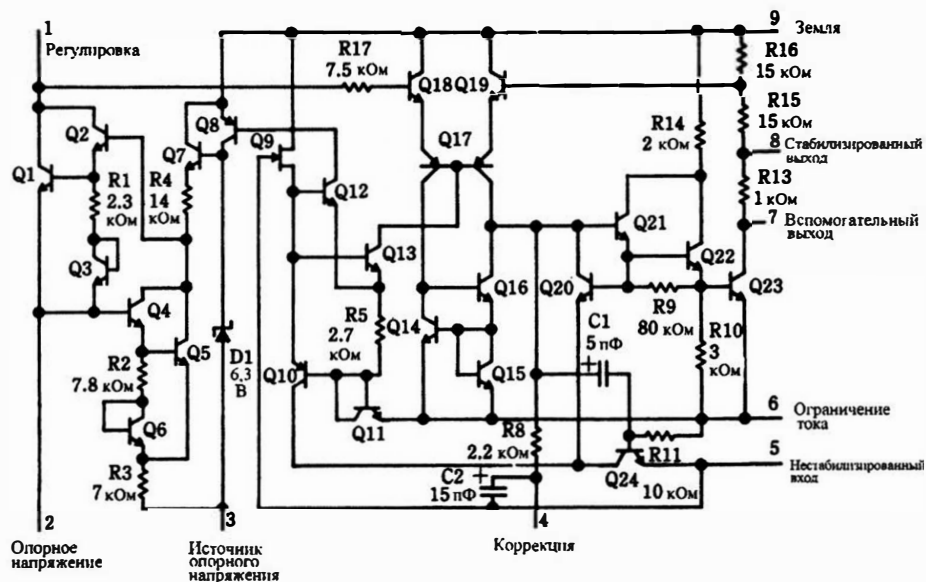 1
9
Регулировка
Земля
R17
7.5 кОм
R16
15 кОм
Q18
Q19
R15
15 кОм
Q2
Q8
Q7
Q9
Q17
R14
2 кОм
8
Стабилизированный
выход
Q1
R1
2.3
кОм
R4
14
кОм
Q12
R13
1 кОм
7
Вспомогательный
выход
Q21
Q3
Q13
Q22
Q4
R5
2.7
кОм
Q14
Q16
Q20
R9
80 кОм
Q23
Q5
D1
6,3
В
C1
5 пФ
R10
3
кОм
R2
7.8 кОм
Q10
Q15
Q6
Q11
6
Ограничение
тока
R3
7 кОм
R8
2,2 кОм
R11
10 кОм
5
Нестабилизированный
вход
Q24
+
+
C2
15 пФ
2
3
4
Опорное
напряжение
Источник
опорного
напряжения
Коррекция